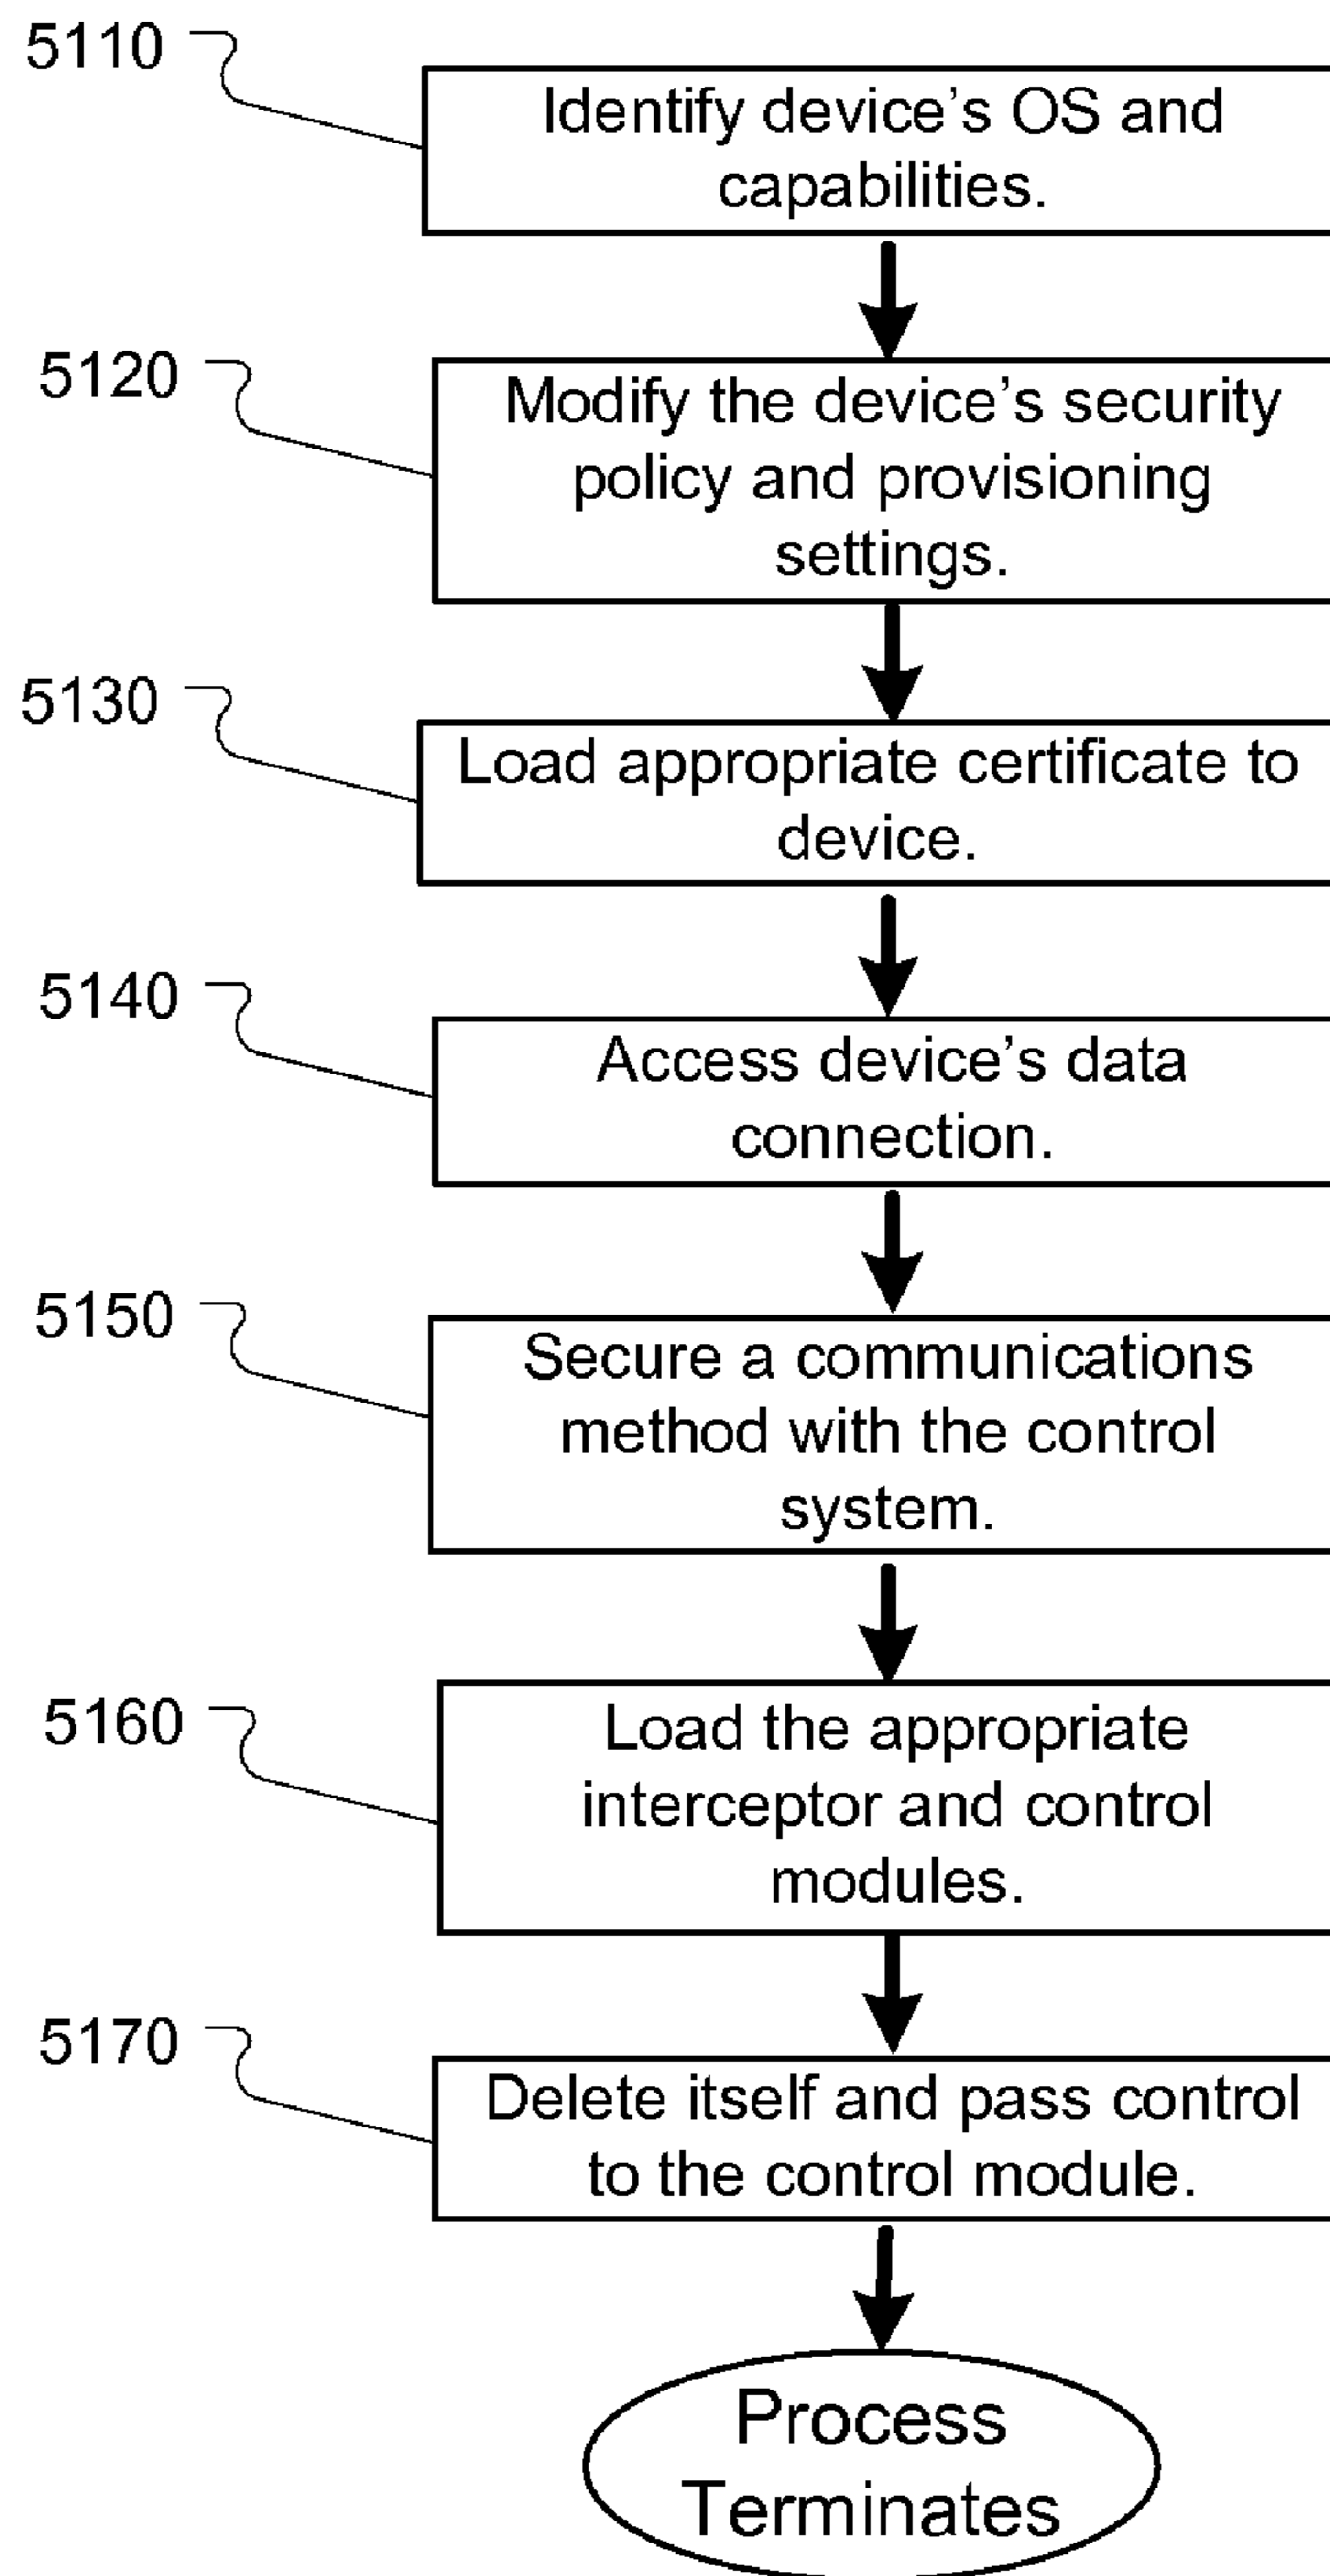 5110
Identify device’s OS and
capabilities.
5120
Modify the device’s security
policy and provisioning
settings.
5130
Load appropriate certificate to
device.
5140
Access device’s data
connection.
5150
Secure a communications
method with the control
system.
5160
Load the appropriate
interceptor and control
modules.
5170
Delete itself and pass control
to the control module.
Process
Terminates